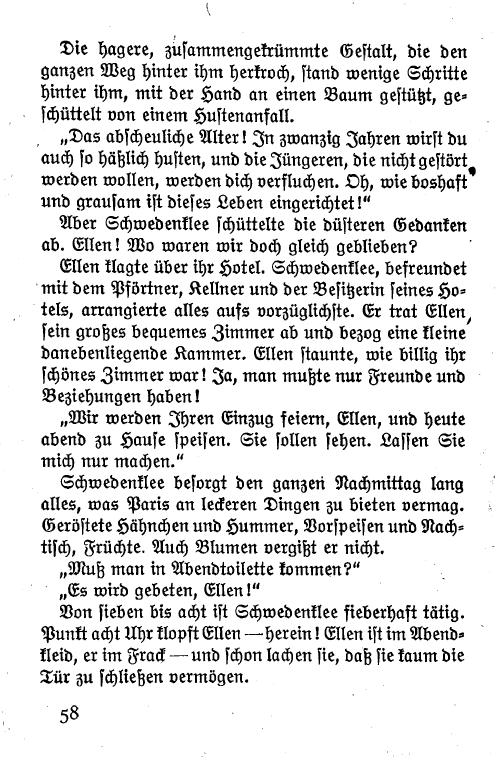 Die hagere, zusammengekrümmte Gestalt, die den
ganzen Weg hinter ihm herkroch, stand wenige Schritte
hinter ihm, mit der Hand an einen Baum gestützt, ge-
schüttelt von einem Hustenanfall.
„Das abscheuliche Alter! In zwanzig Jahren wirst du
auch so häßlich husten, und die Jüngeren, die nicht gestört
werden wollen, werden dich verfluchen. Oh, wie boshaft
und grausam ist dieses Leben eingerichtet!“
Aber Schwedenklee schüttelte die düsteren Gedanken
ab. Ellen! Wo waren wir doch gleich geblieben?
Ellen klagte über ihr Hotel. Schwedenklee, befreundet
mit dem Pförtner, Kellner und der Besitzerin seines Ho-
tels, arrangierte alles aufs vorzüglichste. Er trat Ellen
sein großes bequemes Zimmer ab und bezog eine kleine
danebenliegende Kammer. Ellen staunte, wie billig ihr
schönes Zimmer war! Ja, man mußte nur Freunde und
Beziehungen haben!
„Wir werden Ihren Einzug feiern, Ellen, und heute
abend zu Hause speisen. Sie sollen sehen. Lassen Sie
mich nur machen.“
Schwedenklee besorgt den ganzen Nachmittag lang
alles, was Paris an leckeren Dingen zu bieten vermag.
Geröstete Hähnchen und Hummer, Vorspeisen und Nach-
tisch, Früchte. Auch Blumen vergißt er nicht.
„Muß man in Abendtoilette kommen?“
„Es wird gebeten, Ellen!“
Von sieben bis acht ist Schwedenklee fieberhaft tätig.
Punkt acht Uhr klopft Ellen — herein! Ellen ist im Abend-
kleid, er im Frack — und schon lachen sie, daß sie kaum die
Tür zu schließen vermögen.
58